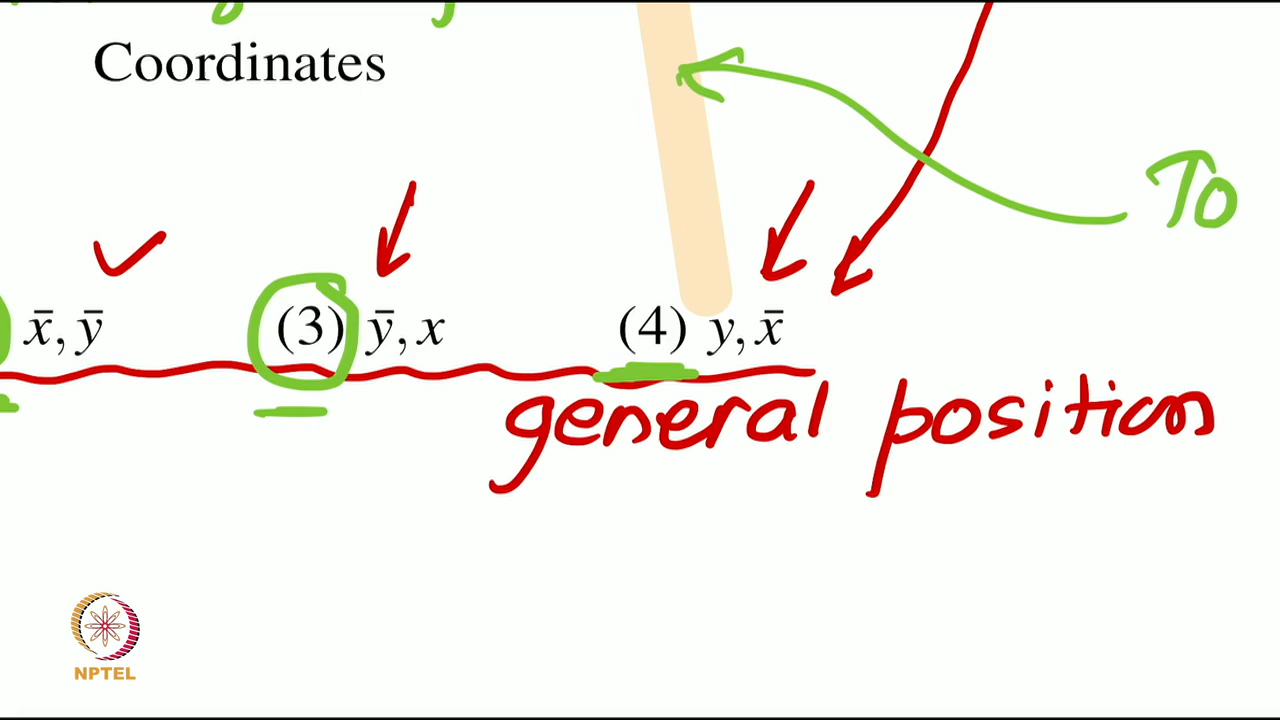 Coordinates
To
x̄, ȳ (3) ȳ, x (4) y, x̄
general position
NPTEL